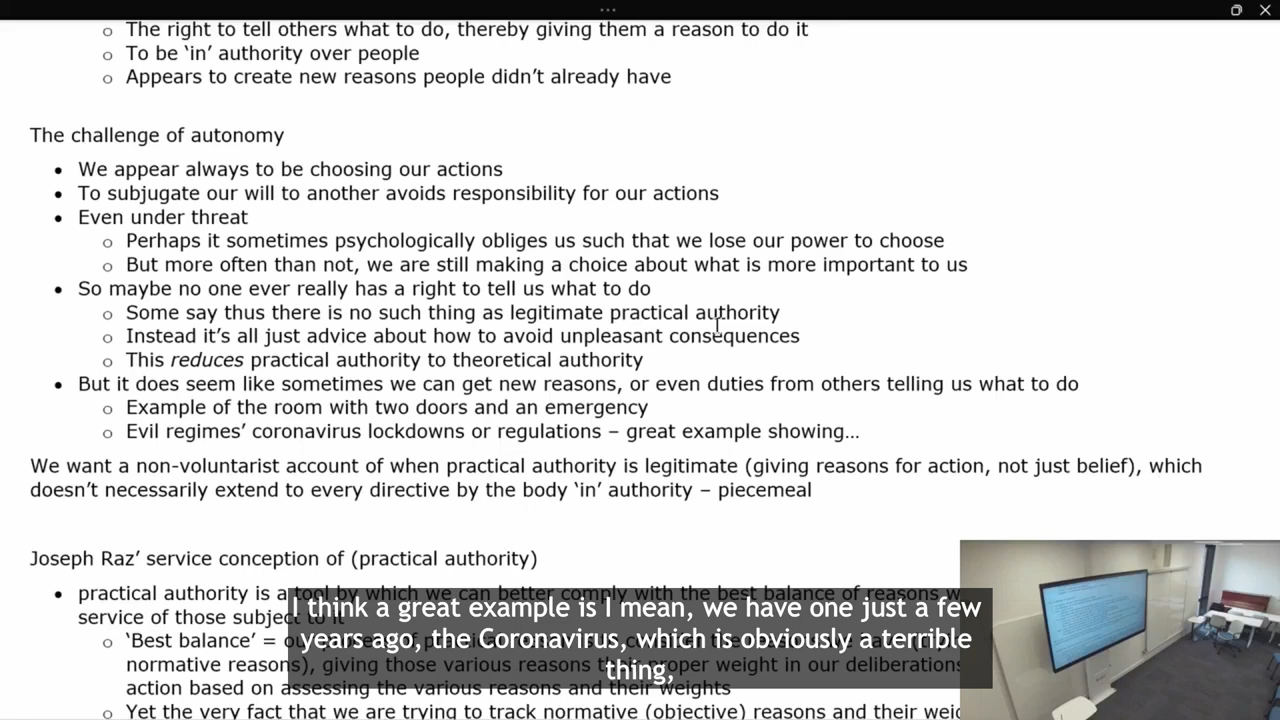 o The right to tell others what to do, thereby giving them a reason to do it
o To be ‘in’ authority over people
o Appears to create new reasons people didn’t already have
The challenge of autonomy
• We appear always to be choosing our actions
• To subjugate our will to another avoids responsibility for our actions
• Even under threat
o Perhaps it sometimes psychologically obliges us such that we lose our power to choose
o But more often than not, we are still making a choice about what is more important to us
• So maybe no one ever really has a right to tell us what to do
o Some say thus there is no such thing as legitimate practical authority
o Instead it’s all just advice about how to avoid unpleasant consequences
o This reduces practical authority to theoretical authority
• But it does seem like sometimes we can get new reasons, or even duties from others telling us what to do
o Example of the room with two doors and an emergency
o Evil regimes’ coronavirus lockdowns or regulations – great example showing…
We want a non-voluntarist account of when practical authority is legitimate (giving reasons for action, not just belief), which
doesn’t necessarily extend to every directive by the body ‘in’ authority – piecemeal
Joseph Raz’ service conception of (practical authority)
• practical authority is a tool by which we can better comply with the best balance of reasons
service of those subject to it
o ‘Best balance’ =
normative reasons), giving those various reasons proper weight in our deliberations
action based on assessing the various reasons and their weights
o Yet the very fact that we are trying to track normative (objective) reasons and their
I think a great example is I mean, we have one just a few
years ago, the Coronavirus, which is obviously a terrible
thing,